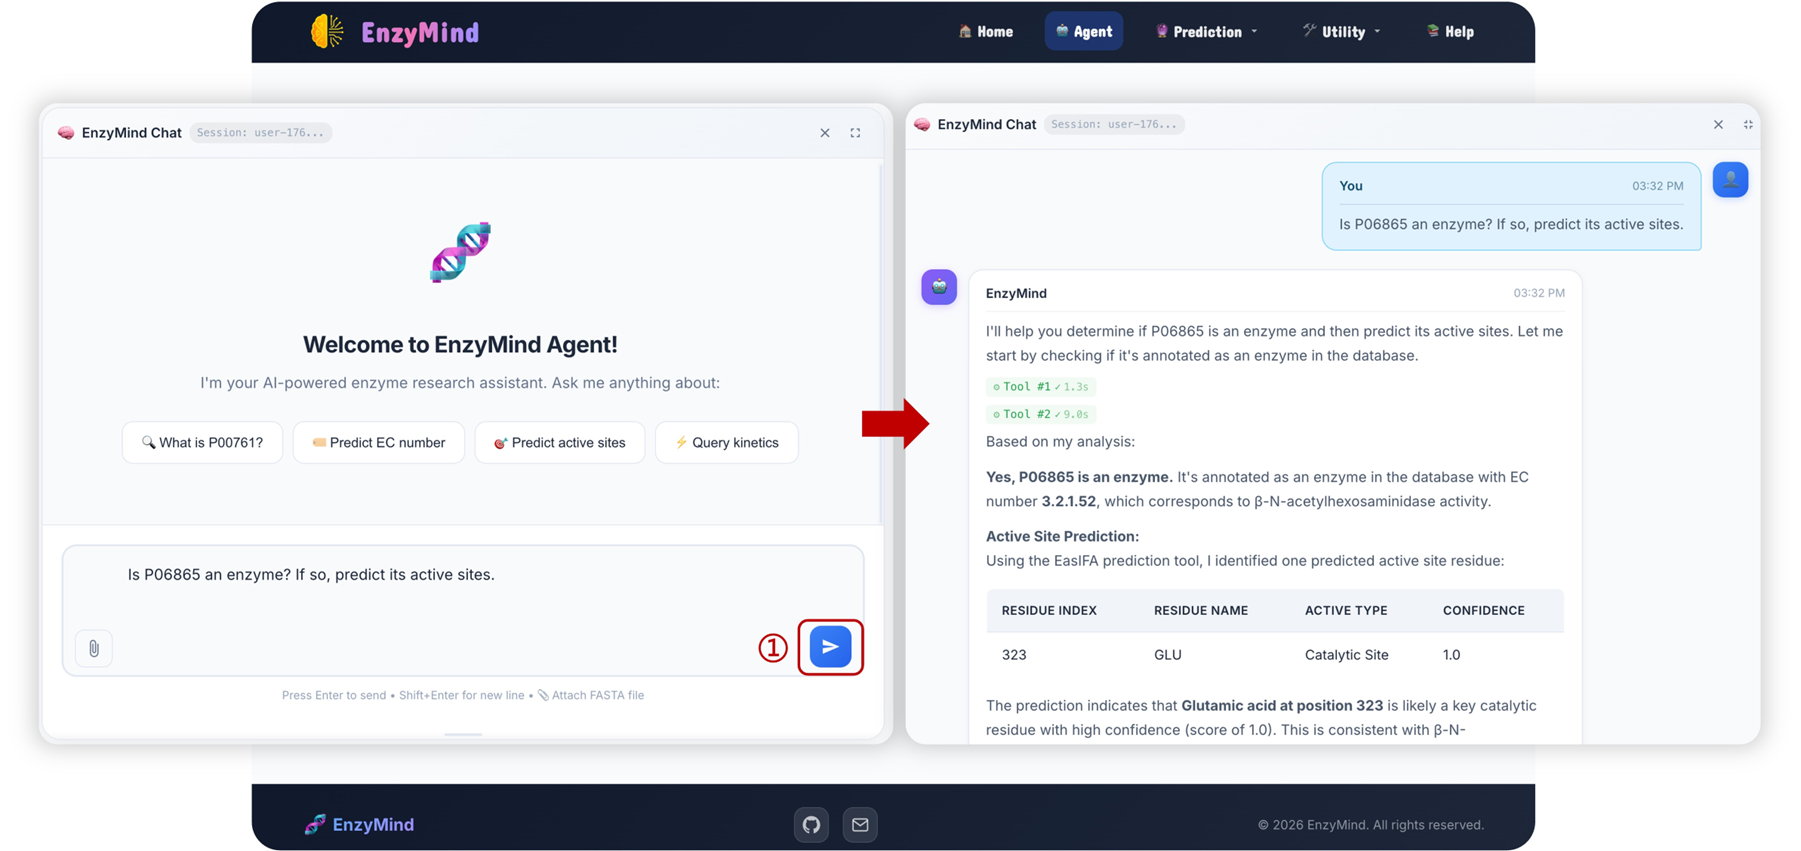 EnzyMind
Home
Agent
Prediction
Utility
Help
EnzyMind Chat
Session: user-176...
Welcome to EnzyMind Agent!
I'm your AI-powered enzyme research assistant. Ask me anything about:
What is P00761?
Predict EC number
Predict active sites
Query kinetics
Is P06865 an enzyme? If so, predict its active sites.
①
Press Enter to send • Shift+Enter for new line • 📎 Attach FASTA file
EnzyMind Chat
Session: user-176...
You
03:32 PM
Is P06865 an enzyme? If so, predict its active sites.
EnzyMind
03:32 PM
I'll help you determine if P06865 is an enzyme and then predict its active sites. Let me
start by checking if it's annotated as an enzyme in the database.
Tool #1 ✓ 1.3s
Tool #2 ✓ 9.0s
Based on my analysis:
Yes, P06865 is an enzyme. It's annotated as an enzyme in the database with EC
number 3.2.1.52, which corresponds to β-N-acetylhexosaminidase activity.
Active Site Prediction:
Using the EasIFA prediction tool, I identified one predicted active site residue:
RESIDUE INDEX RESIDUE NAME ACTIVE TYPE CONFIDENCE
323 GLU Catalytic Site 1.0
The prediction indicates that Glutamic acid at position 323 is likely a key catalytic
residue with high confidence (score of 1.0). This is consistent with β-N-
EnzyMind
© 2026 EnzyMind. All rights reserved.